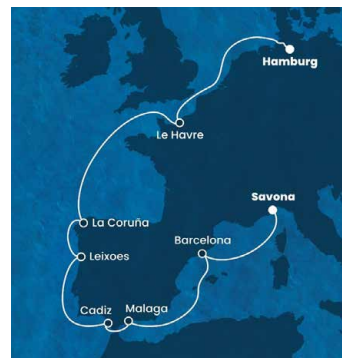 Hamburg
Le Havre
Savona
La Coruña
Barcelona
Leixoes
Cadiz
Malaga